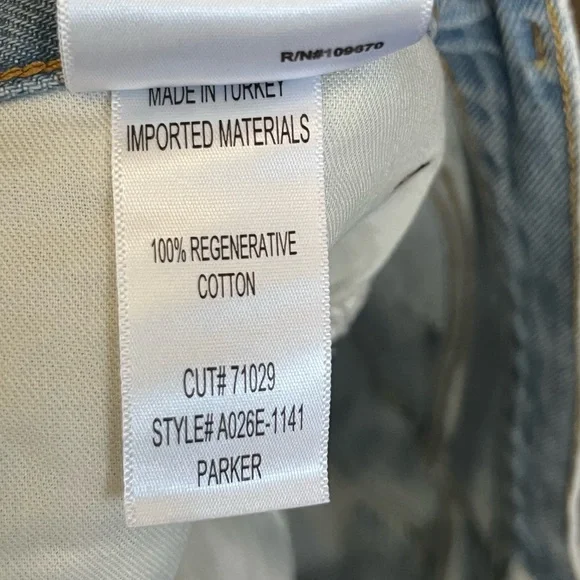 R/N#109670
MADE IN TURKEY
IMPORTED MATERIALS
100% REGENERATIVE
COTTON
CUT# 71029
STYLE# A026E-1141
PARKER